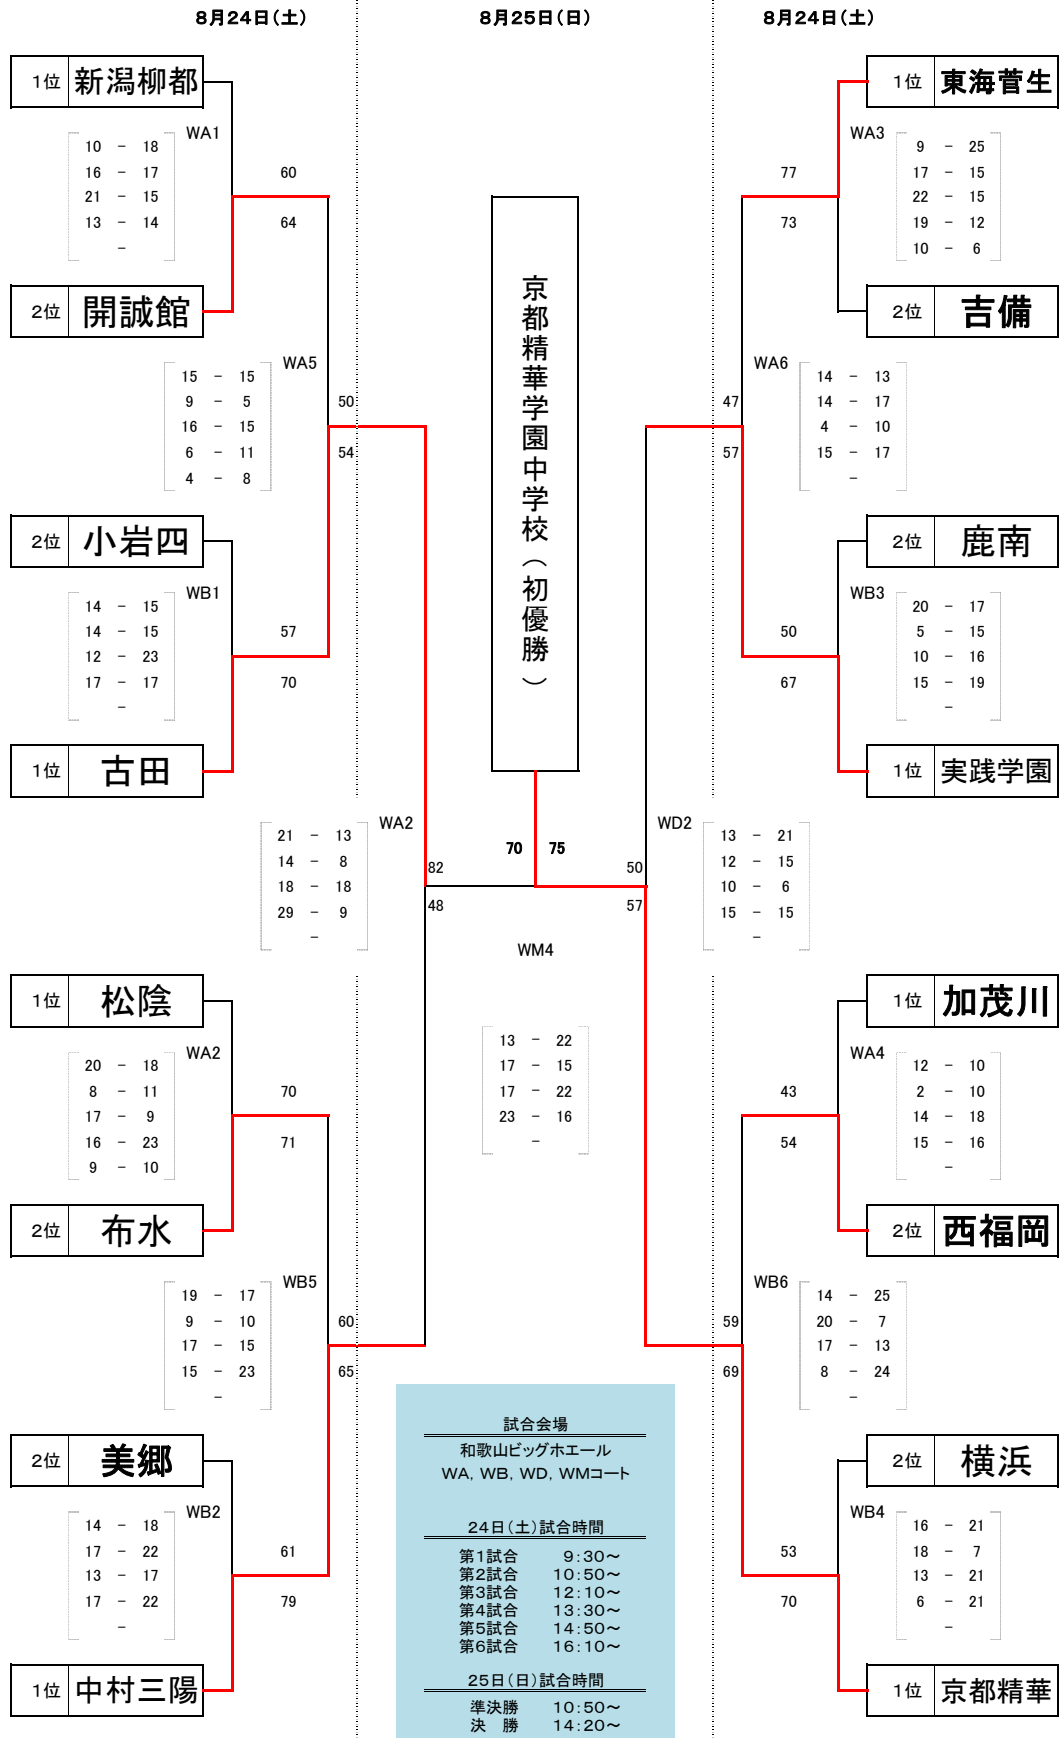 8月24日(土)
8月25日(日)
8月24日(土)
1位 新潟柳都
WA1
10 - 18
16 - 17
21 - 15
13 - 14
-
60
64
2位 開誠館
WA5
15 - 15
9 - 5
16 - 15
6 - 11
4 - 8
50
54
2位 小岩四
WB1
14 - 15
14 - 15
12 - 23
17 - 17
-
57
70
1位 古田
WA2
21 - 13
14 - 8
18 - 18
29 - 9
-
82
48
1位 松陰
WA2
20 - 18
8 - 11
17 - 9
16 - 23
9 - 10
70
71
2位 布水
WB5
19 - 17
9 - 10
17 - 15
15 - 23
-
60
65
2位 美郷
WB2
14 - 18
17 - 22
13 - 17
17 - 22
-
61
79
1位 中村三陽
京都精華学園中学校(初優勝)
70 75
WM4
13 - 22
17 - 15
17 - 22
23 - 16
-
1位 東海菅生
WA3
9 - 25
17 - 15
22 - 15
19 - 12
10 - 6
77
73
2位 吉備
WA6
14 - 13
14 - 17
4 - 10
15 - 17
-
47
57
2位 鹿南
WB3
20 - 17
5 - 15
10 - 16
15 - 19
-
50
67
1位 実践学園
WD2
13 - 21
12 - 15
10 - 6
15 - 15
-
50
57
1位 加茂川
WA4
12 - 10
2 - 10
14 - 18
15 - 16
-
43
54
2位 西福岡
WB6
14 - 25
20 - 7
17 - 13
8 - 24
-
59
69
2位 横浜
WB4
16 - 21
18 - 7
13 - 21
6 - 21
-
53
70
1位 京都精華
試合会場
和歌山ビッグホエール
WA, WB, WD, WMコート
24日(土)試合時間
第1試合 9:30~
第2試合 10:50~
第3試合 12:10~
第4試合 13:30~
第5試合 14:50~
第6試合 16:10~
25日(日)試合時間
準決勝 10:50~
決 勝 14:20~